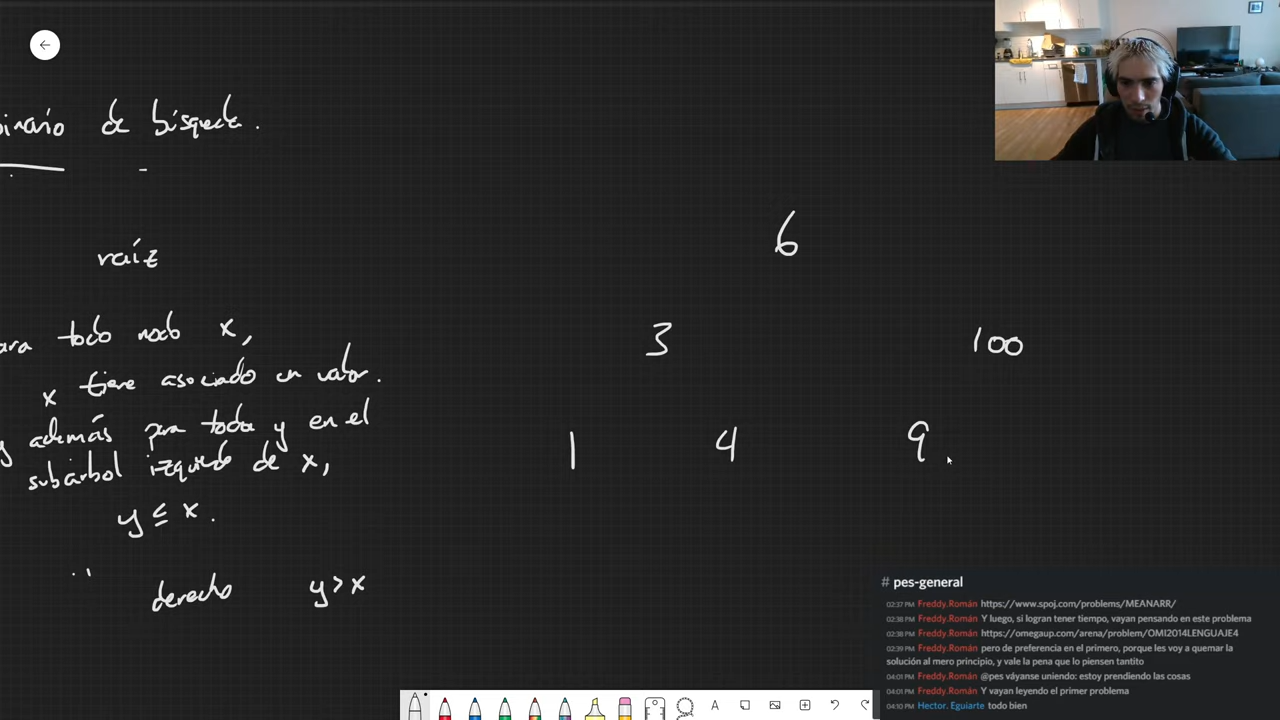 binario de búsqueda.
raíz
para todo nodo x,
x tiene asociado un valor.
y además para todo y en el
subárbol izquierdo de x,
y ≤ x.
derecho y > x
6
3 100
1 4 9
# pes-general
02:37 PM Freddy.Román https://www.spoj.com/problems/MEANARR/
02:38 PM Freddy.Román Y luego, si logran tener tiempo, vayan pensando en este problema
02:38 PM Freddy.Román https://omegaup.com/arena/problem/OMI2014LENGUAJE4
02:39 PM Freddy.Román pero de preferencia en el primero, porque les voy a quemar la
solución al mero principio, y vale la pena que lo piensen tantito
04:01 PM Freddy.Román @pes váyanse uniendo: estoy prendiendo las cosas
04:01 PM Freddy.Román Y vayan leyendo el primer problema
04:10 PM Hector. Eguiarte todo bien